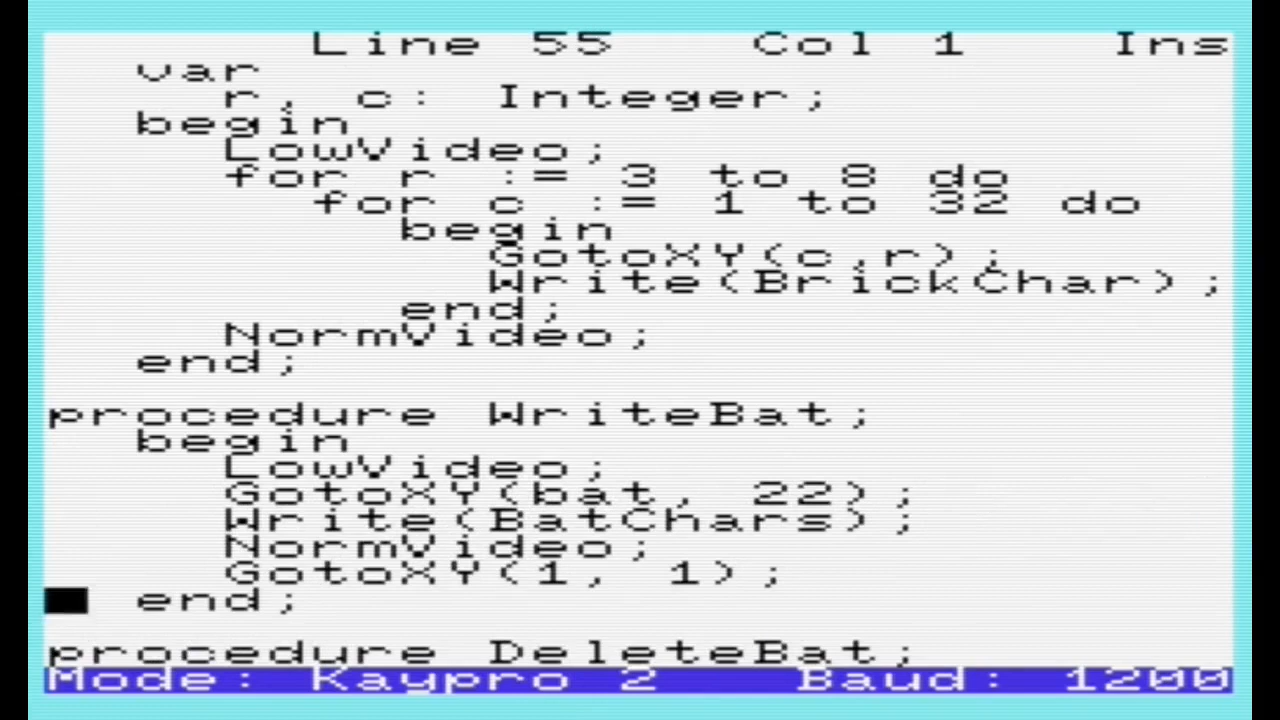 Line 55 Col 1 Ins
var
r, c: Integer;
begin
LowVideo;
for r := 3 to 8 do
for c := 1 to 32 do
begin
GotoXY(c,r);
Write(BrickChar);
end;
NormVideo;
end;
procedure WriteBat;
begin
LowVideo;
GotoXY(bat, 22);
Write(BatChars);
NormVideo;
GotoXY(1, 1);
end;
procedure DeleteBat;
Mode: Kaypro 2 Baud: 1200